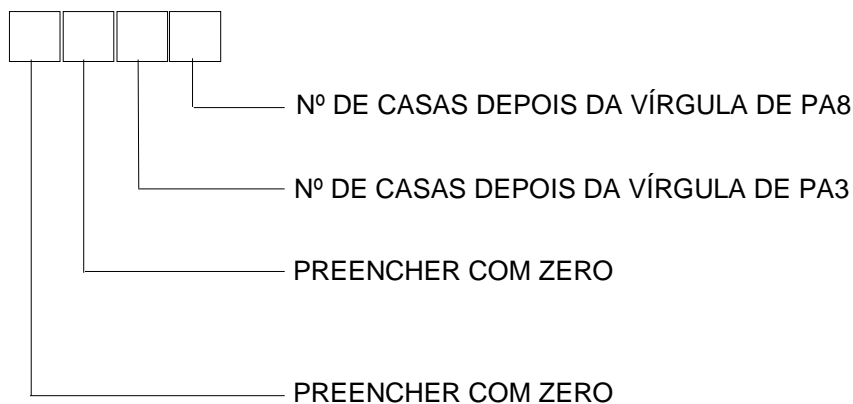 Nº DE CASAS DEPOIS DA VÍRGULA DE PA8
Nº DE CASAS DEPOIS DA VÍRGULA DE PA3
PREENCHER COM ZERO
PREENCHER COM ZERO